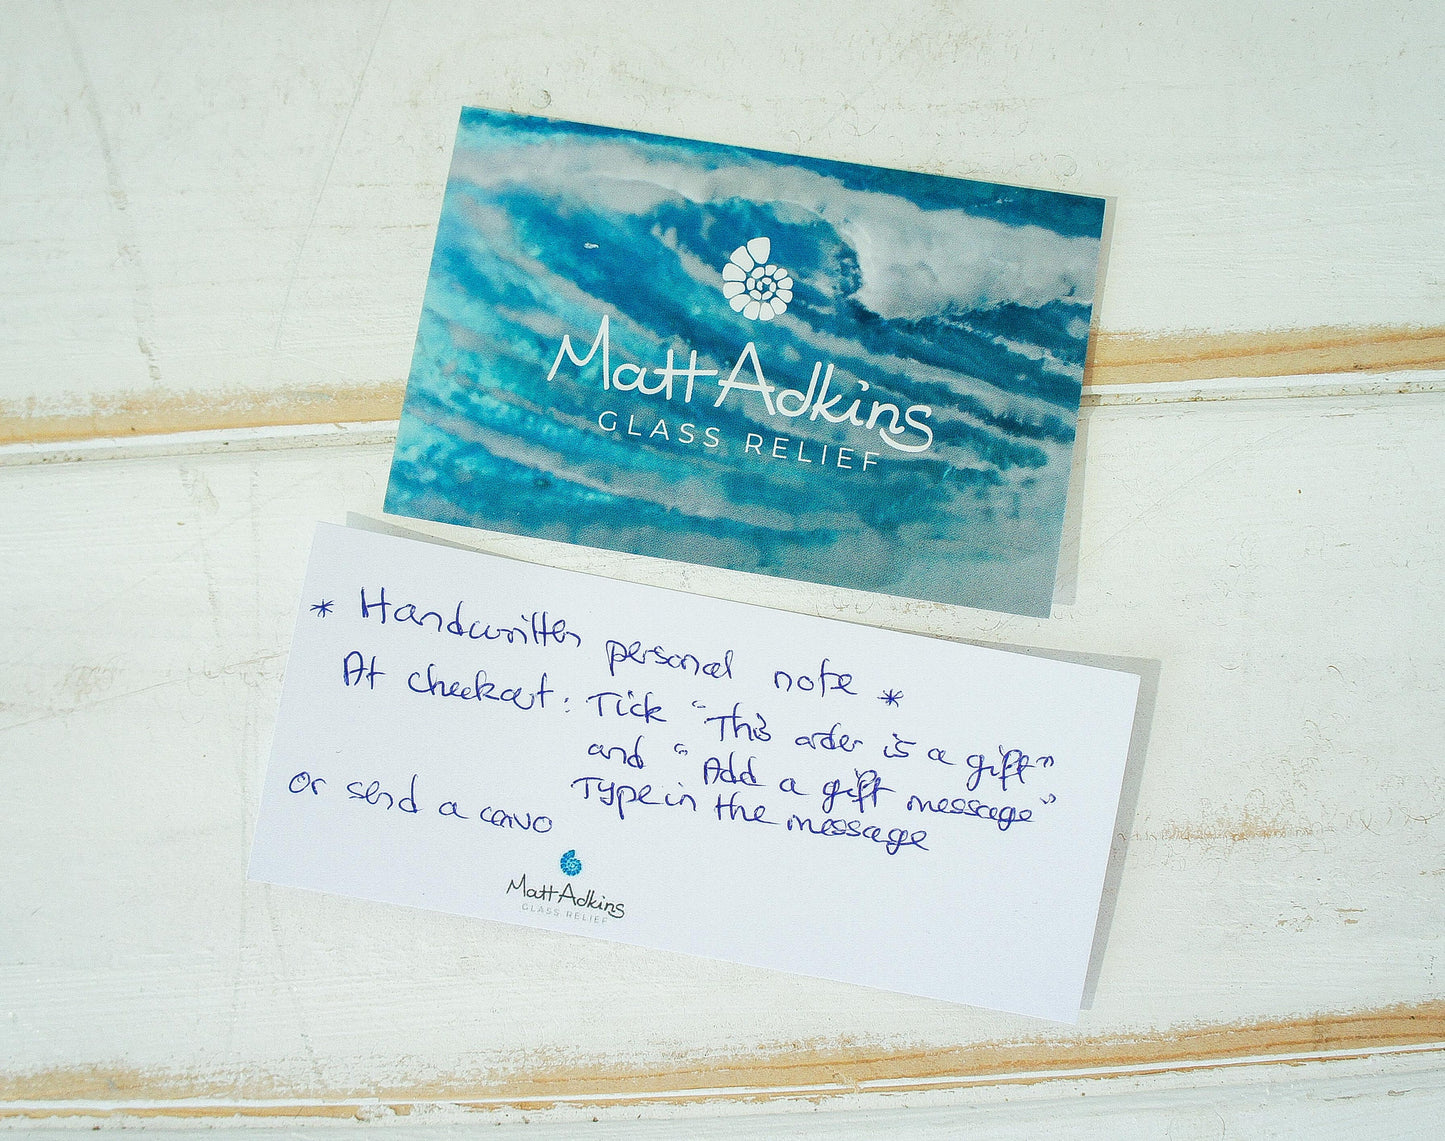 Matt Adkins
GLASS RELIEF
* Handwritten personal note *
At checkout: Tick "This order is a gift"
and "Add a gift message"
Type in the message
or send a convo
Matt Adkins
GLASS RELIEF